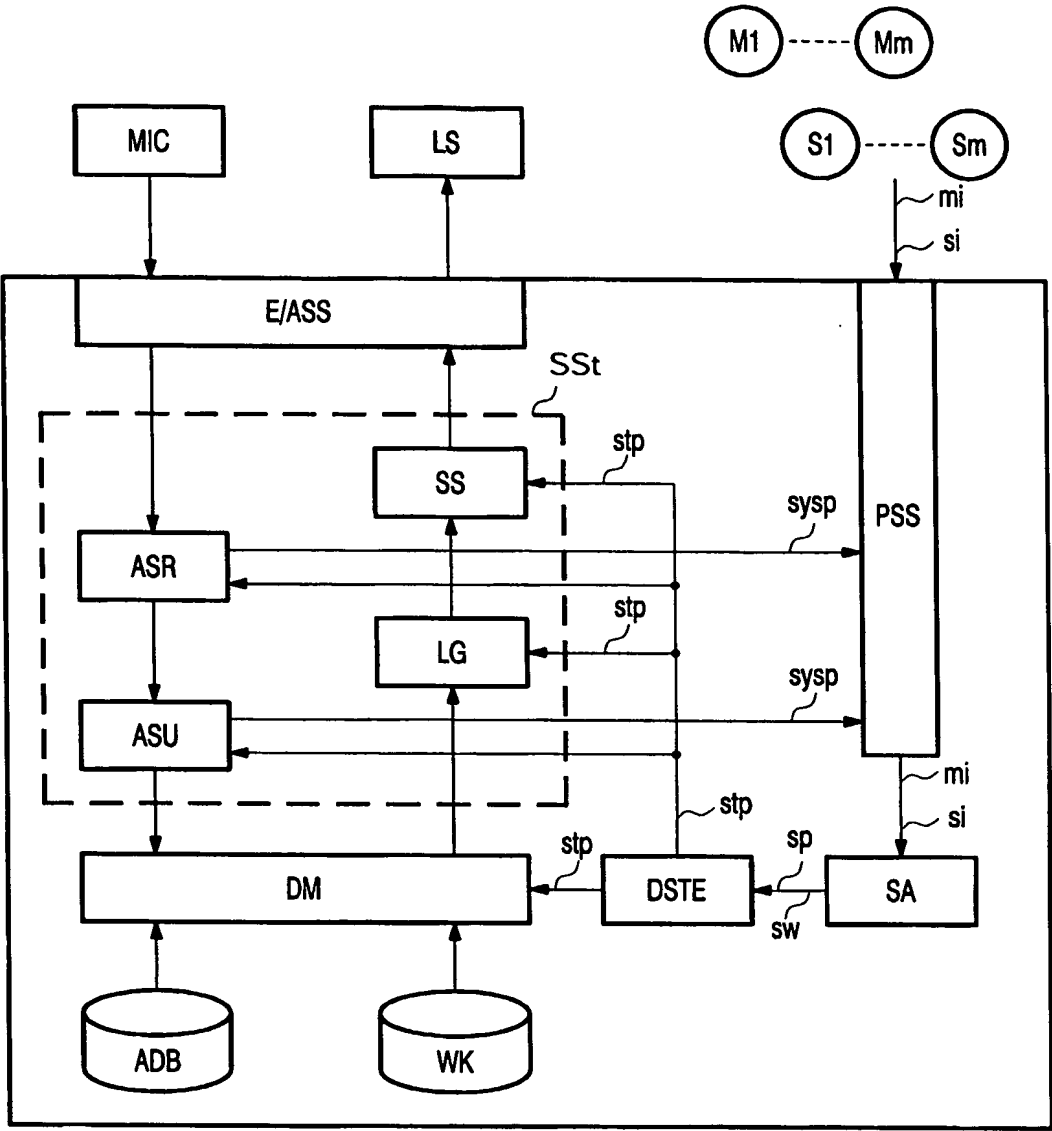 M1
Mm
MIC
LS
S1
Sm
mi
si
E/ASS
SSt
SS
stp
PSS
sysp
ASR
LG
stp
sysp
ASU
mi
stp
si
DM
stp
DSTE
sp
sw
SA
ADB
WK